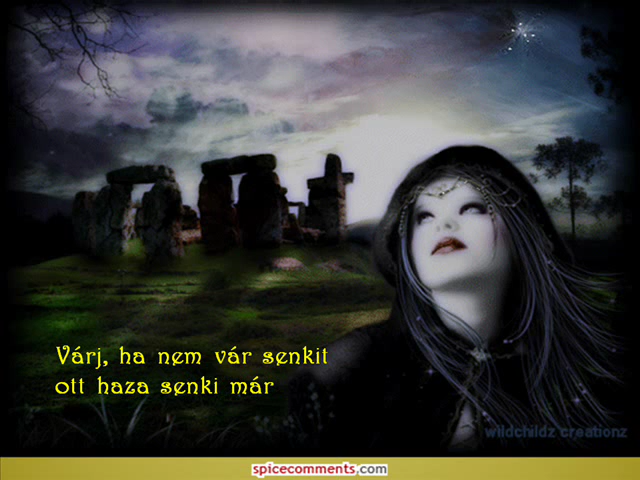 Várj, ha nem vár senkit
ott haza senki már
wildchildz creationz
spicecomments.com